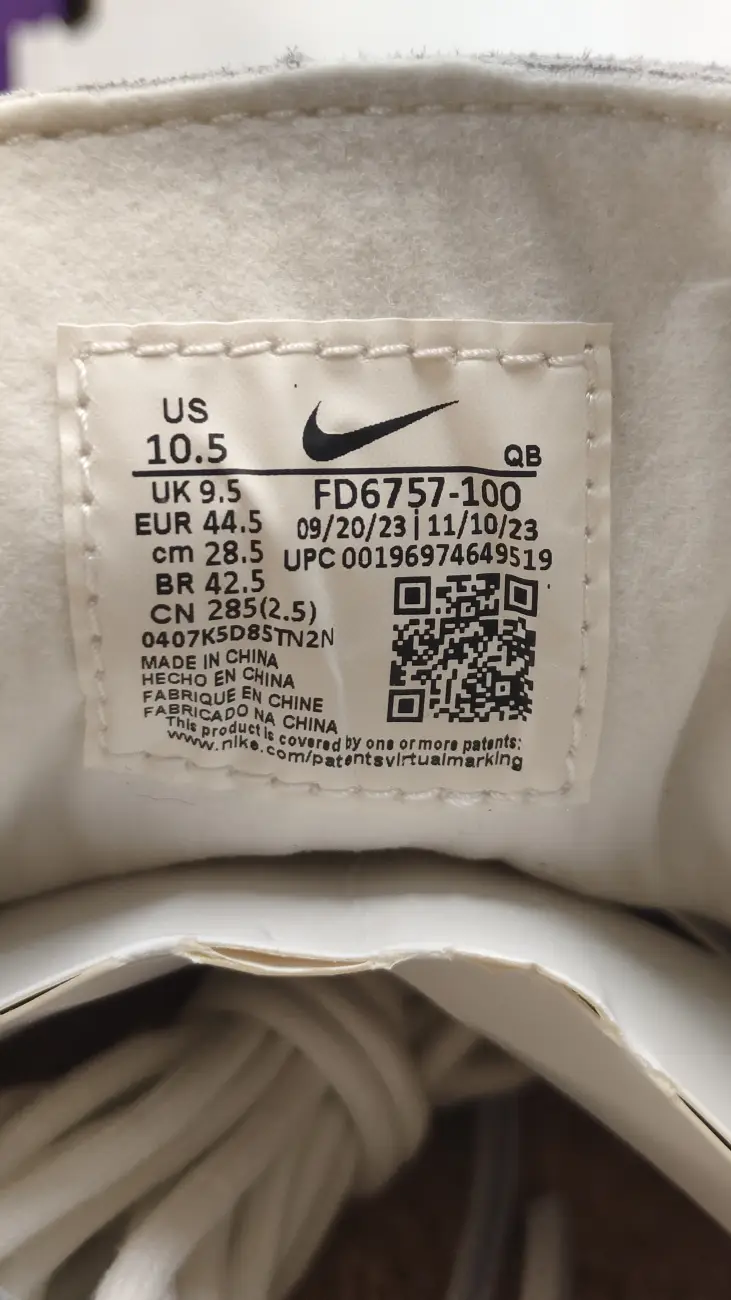 US
10.5
QB
UK 9.5
FD6757-100
EUR 44.5
09/20/23 | 11/10/23
cm 28.5
UPC 00196974649519
BR 42.5
CN 285(2.5)
0407K5D85TN2N
MADE IN CHINA
HECHO EN CHINA
FABRIQUE EN CHINE
FABRICADO NA CHINA
This product is covered by one or more patents:
www.nike.com/patentsvirtualmarking